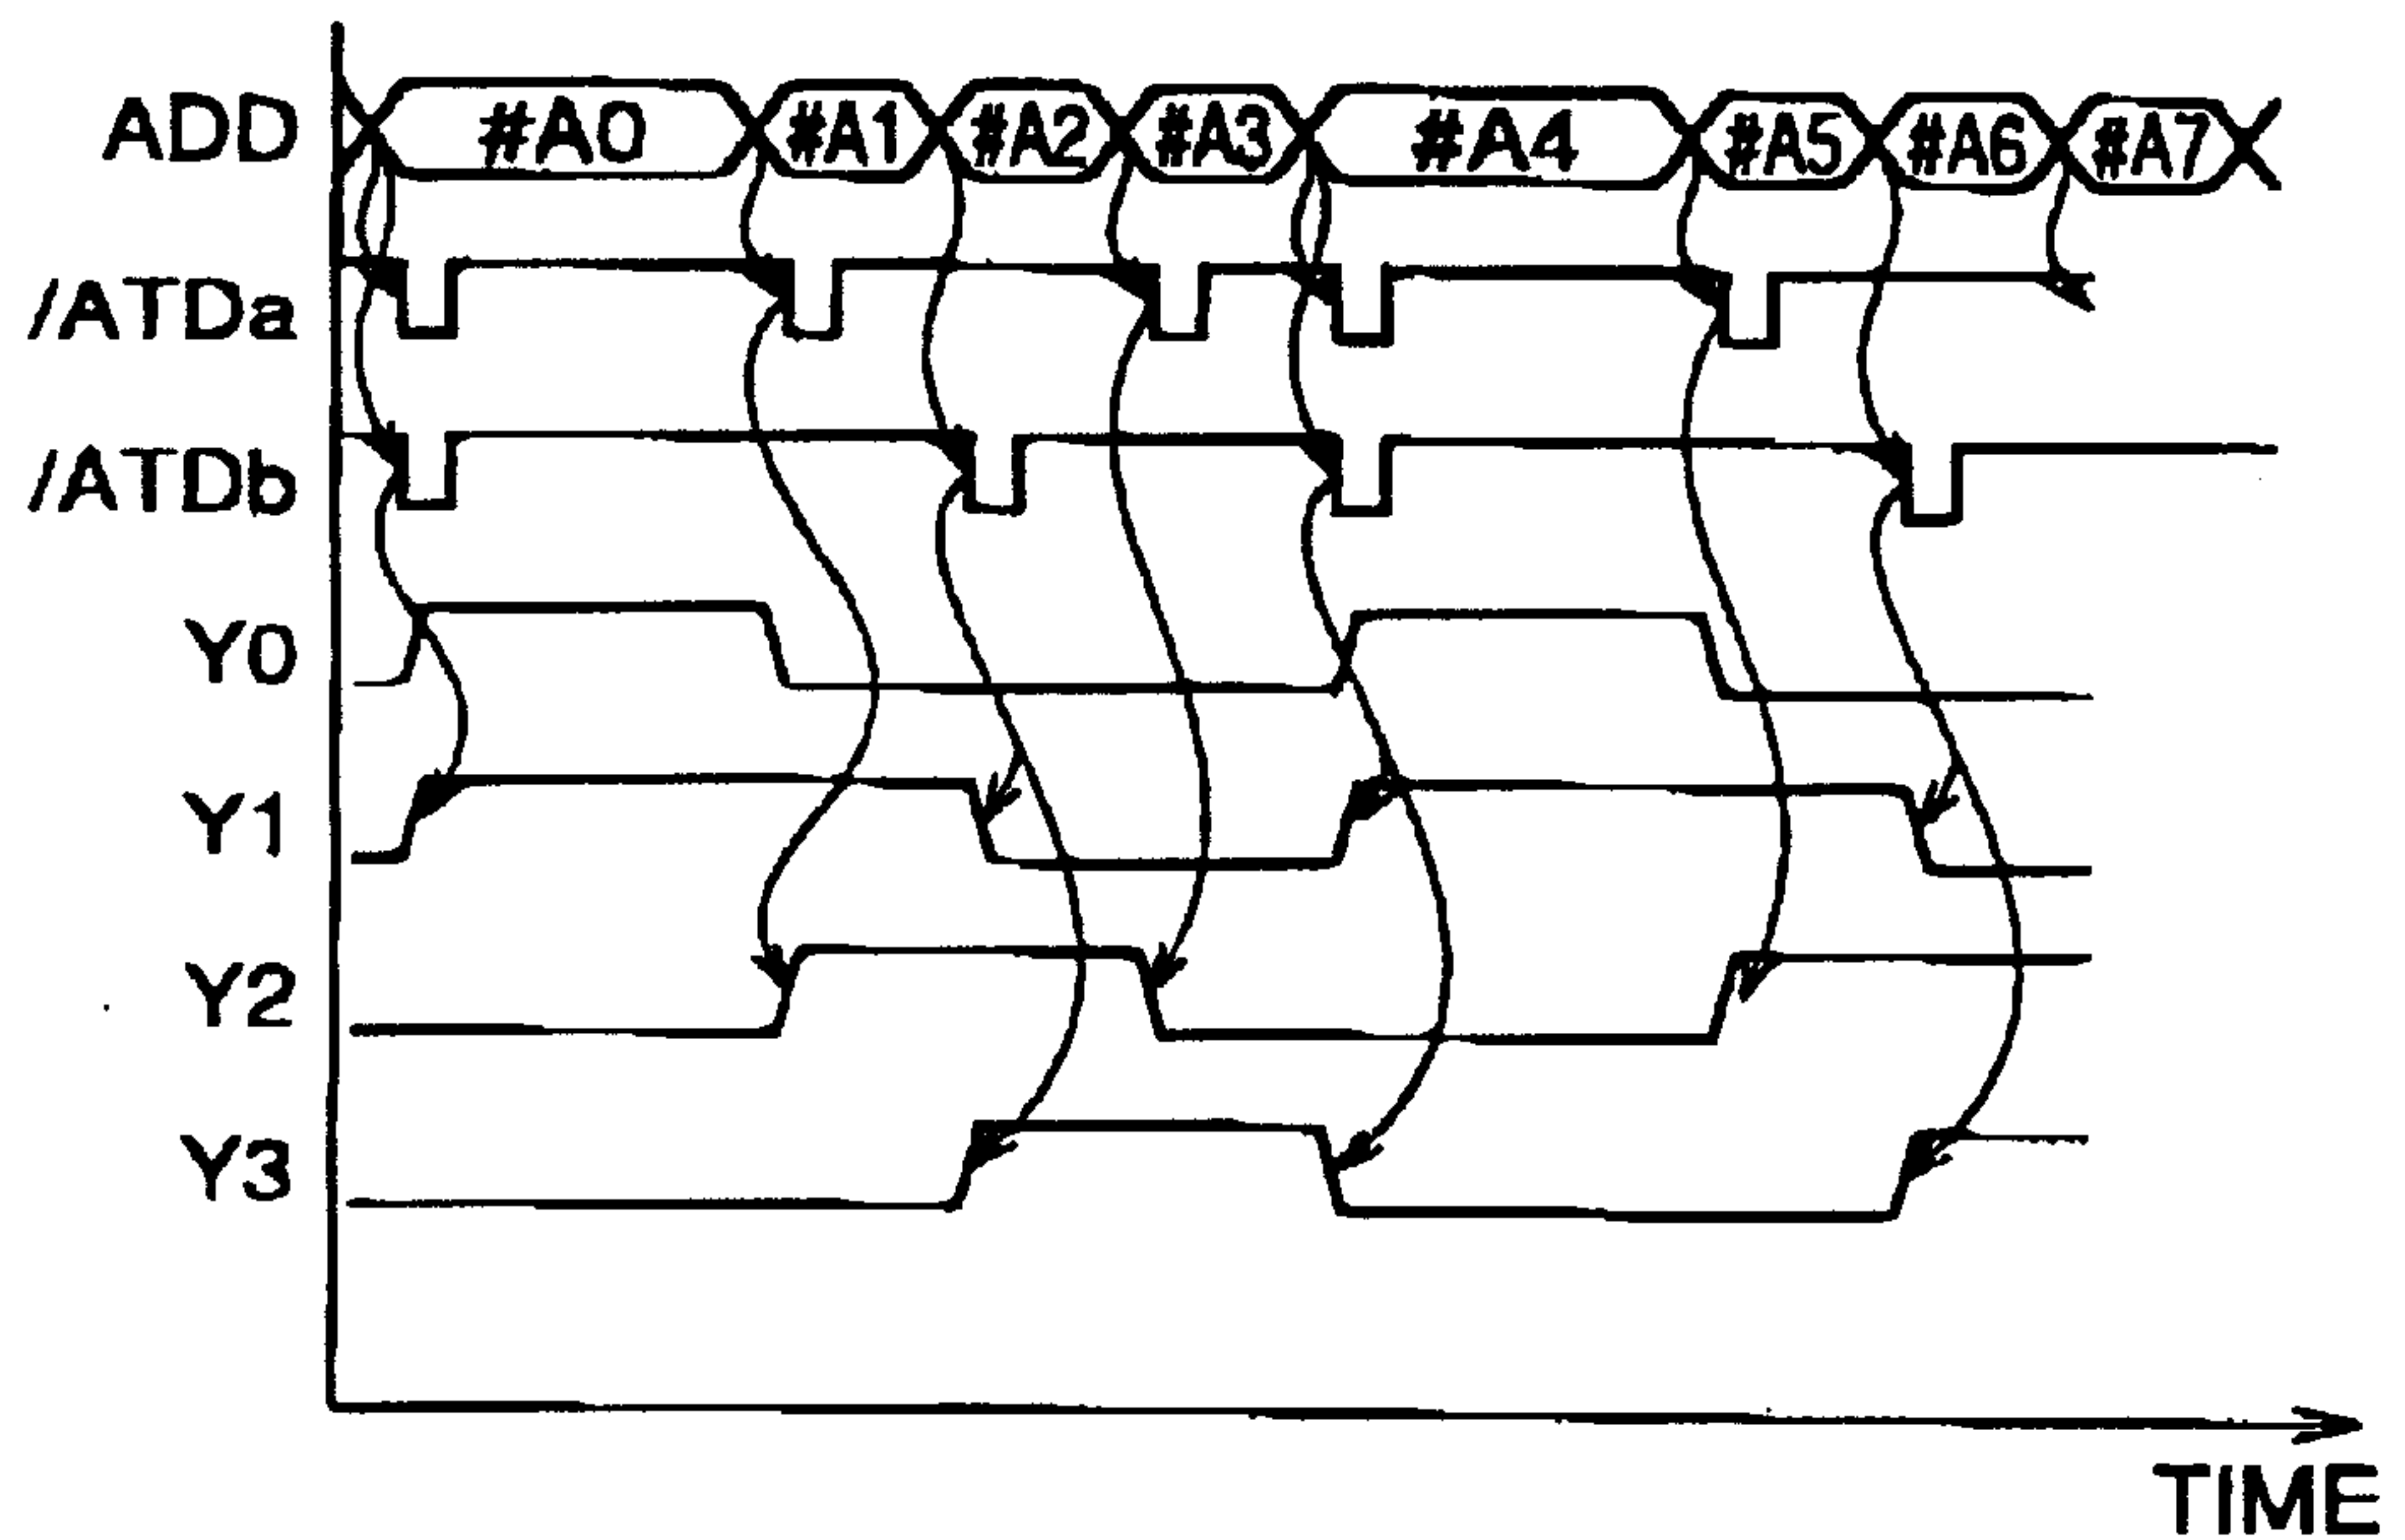 ADD #A0 #A1 #A2 #A3 #A4 #A5 #A6 #A7
/ATDa
/ATDb
Y0
Y1
Y2
Y3
TIME